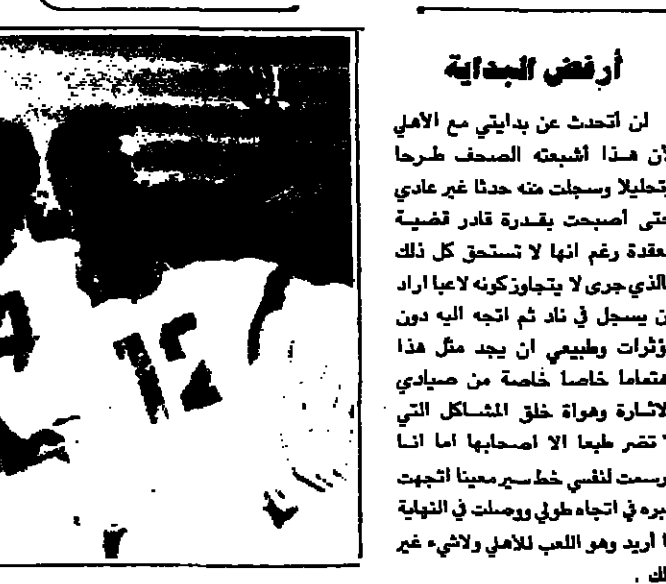 أرفض البداية
لن أتحدث عن بدايتي مع الأهلي
لأن هذا أشبعته الصحف طرحا
وتحليلا وسجلت منه حدثا غير عادي
حتى أصبحت بقدرة قادر قضية
معقدة رغم انها لا تستحق كل ذلك
فالذي جرى لا يتجاوز كونه لاعبا اراد
ان يسجل في ناد ثم اتجه اليه دون
مؤثرات وطبيعي ان يجد مثل هذا
اهتماما خاصا خاصة من صيادي
الاثارة وهواة خلق المشاكل التي
لا تضر طبعا الا اصحابها اما انا
فرسمت لنفسي خط سير معينا اتجهت
عبره في اتجاه طولي ووصلت في النهاية
لما أريد وهو اللعب للأهلي ولاشيء غير
ذلك .
12